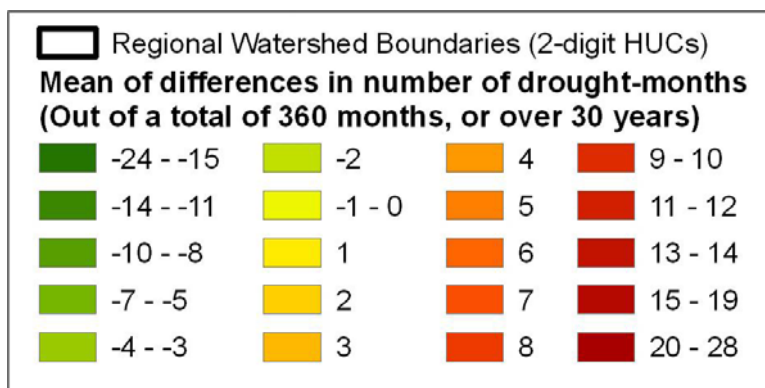 Regional Watershed Boundaries (2-digit HUCs)
Mean of differences in number of drought-months
(Out of a total of 360 months, or over 30 years)
-24 - -15
-14 - -11
-10 - -8
-7 - -5
-4 - -3
-2
-1 - 0
1
2
3
4
5
6
7
8
9 - 10
11 - 12
13 - 14
15 - 19
20 - 28